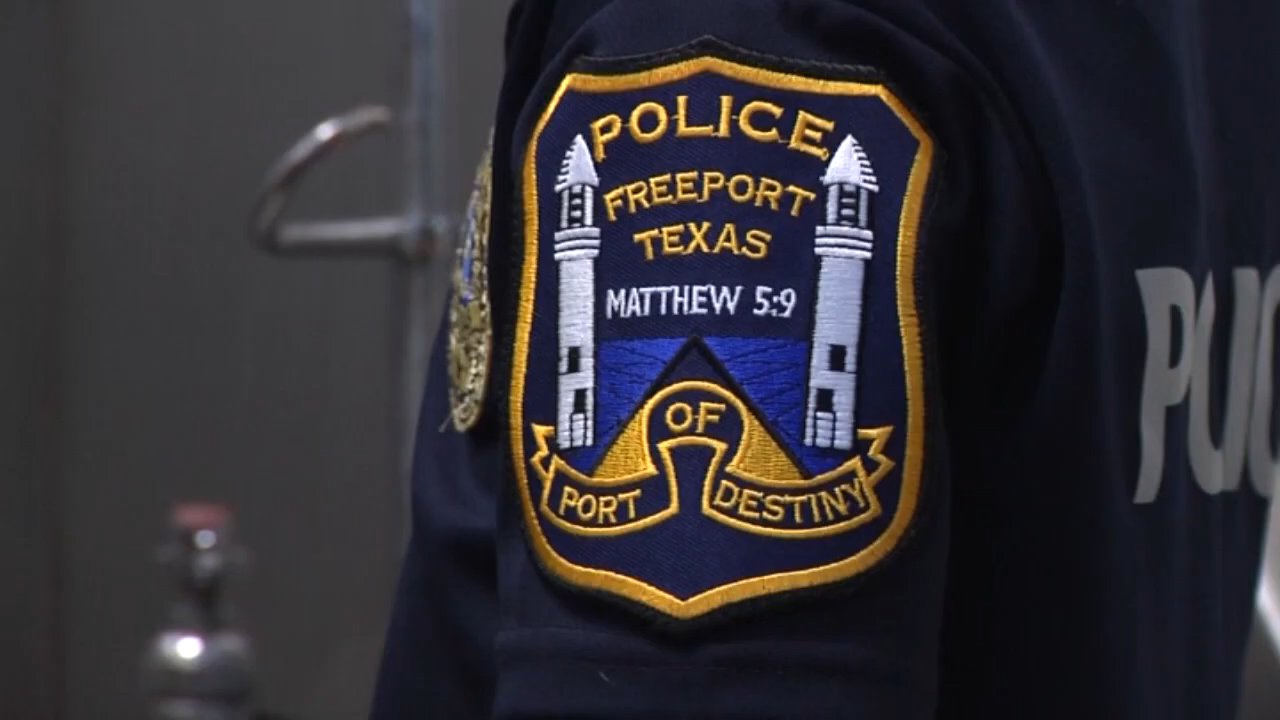 POLICE
FREEPORT
TEXAS
MATTHEW 5:9
OF
PORT DESTINY